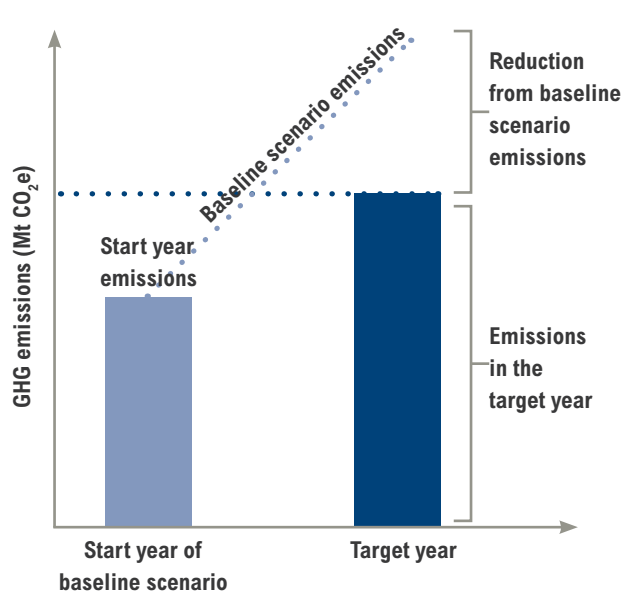 Baseline scenario emissions
Reduction
from baseline
scenario
emissions
GHG emissions (Mt CO₂e)
Start year
emissions
Emissions
in the
target year
Start year of
baseline scenario
Target year